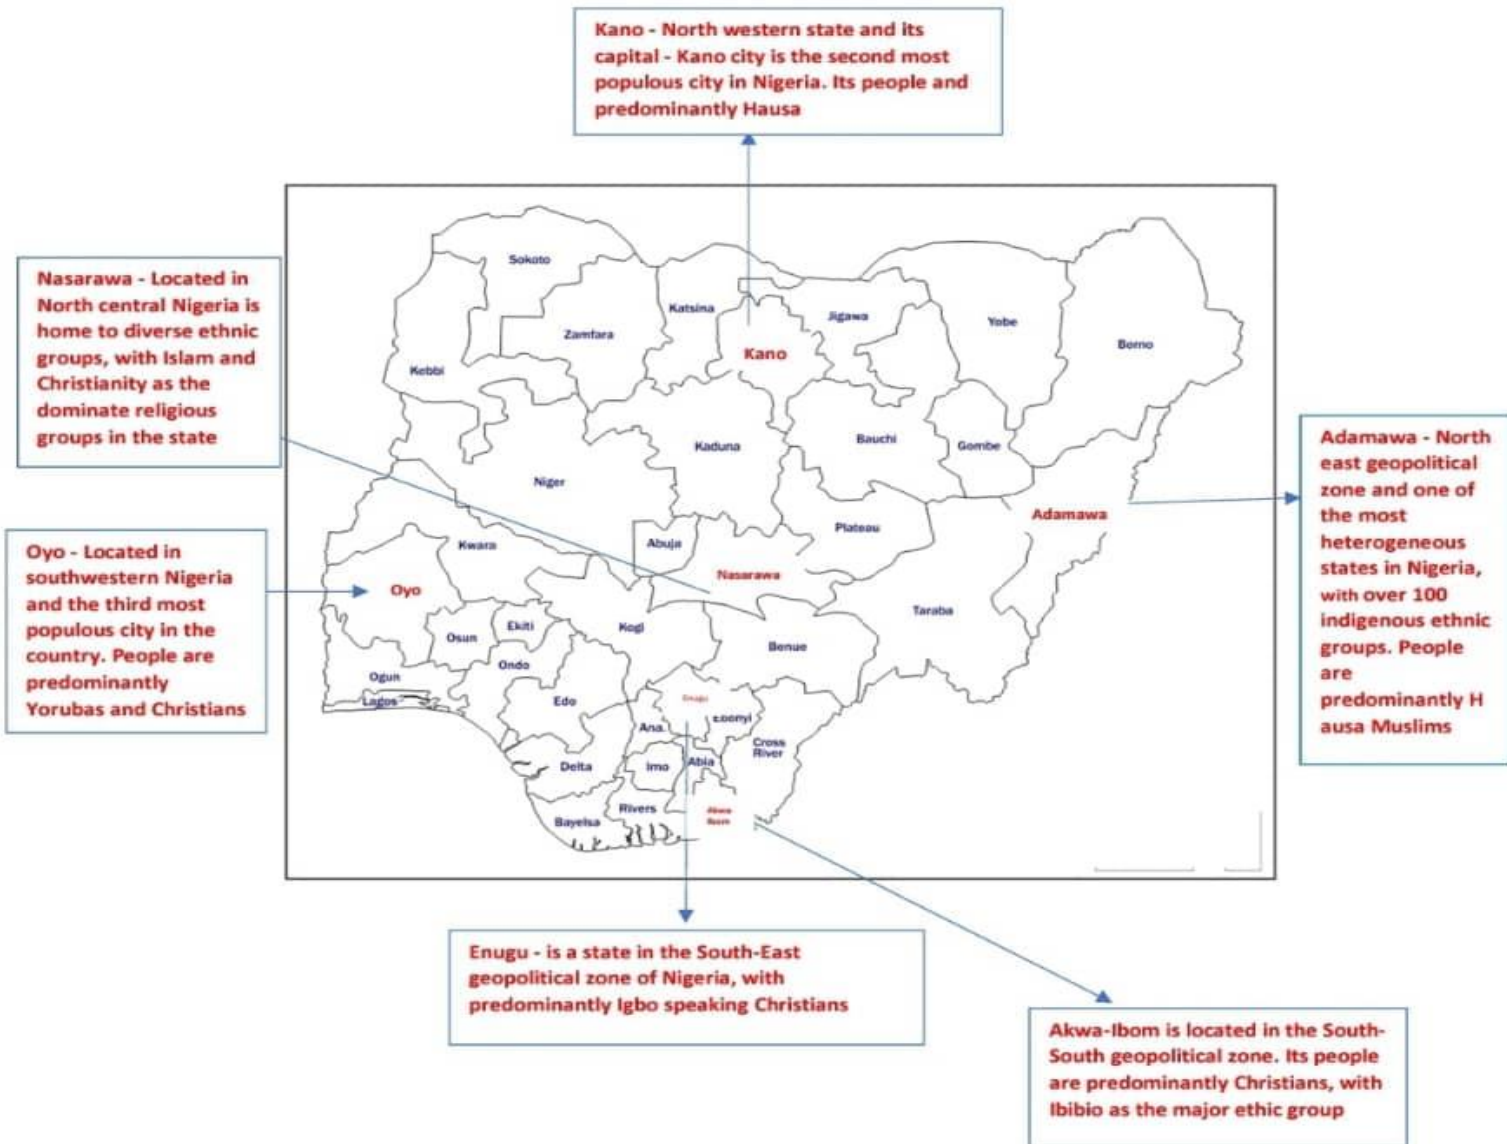 Kano - North western state and its
capital - Kano city is the second most
populous city in Nigeria. Its people and
predominantly Hausa
Nasarawa - Located in
North central Nigeria is
home to diverse ethnic
groups, with Islam and
Christianity as the
dominate religious
groups in the state
Oyo - Located in
southwestern Nigeria
and the third most
populous city in the
country. People are
predominantly
Yorubas and Christians
Sokoto
Zamfara
Katsina
Kano
Jigawa
Yobe
Borno
Kebbi
Kaduna
Bauchi
Gombe
Niger
Adamawa
Plateau
Abuja
Kwara
Nasarawa
Oyo
Taraba
Kogi
Ekiti
Osun
Benue
Ondo
Ogun
Lagos
Edo
Enugu
Ebonyi
Ana.
Cross
River
Delta
Imo
Abia
Rivers
Bayelsa
Akwa
Ibom
Adamawa - North
east geopolitical
zone and one of
the most
heterogeneous
states in Nigeria,
with over 100
indigenous ethnic
groups. People
are
predominantly H
ausa Muslims
Enugu - is a state in the South-East
geopolitical zone of Nigeria, with
predominantly Igbo speaking Christians
Akwa-Ibom is located in the South-
South geopolitical zone. Its people
are predominantly Christians, with
Ibibio as the major ethic group